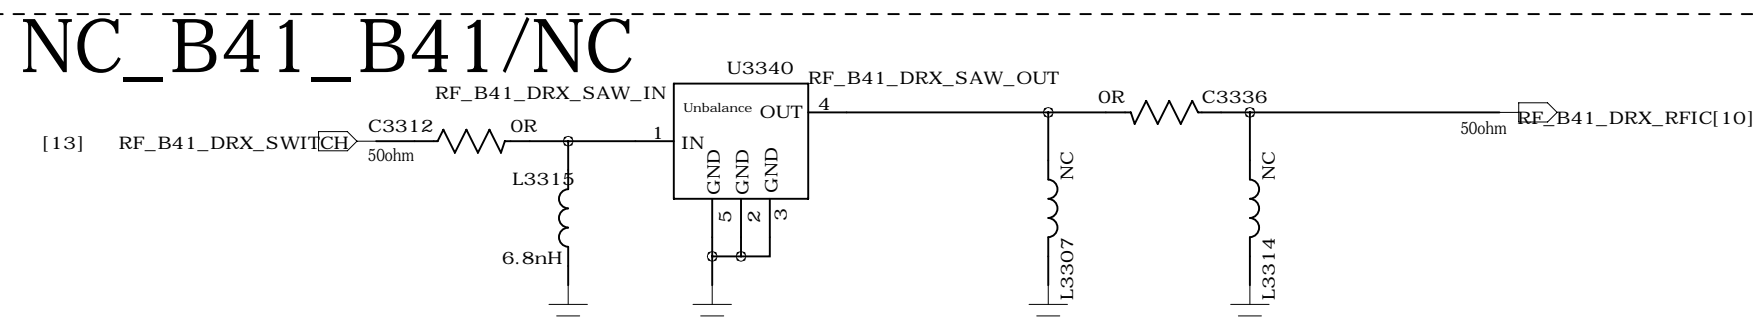 NC_B41_B41/NC
U3340
RF_B41_DRX_SAW_IN
RF_B41_DRX_SAW_OUT
Unbalance
OUT
4
0R
C3336
[13]
RF_B41_DRX_SWITCH
C3312
0R
50ohm
1
IN
50ohm
RF_B41_DRX_RFIC[10]
L3315
6.8nH
GND
GND
GND
5
2
3
NC
L3307
NC
L3314